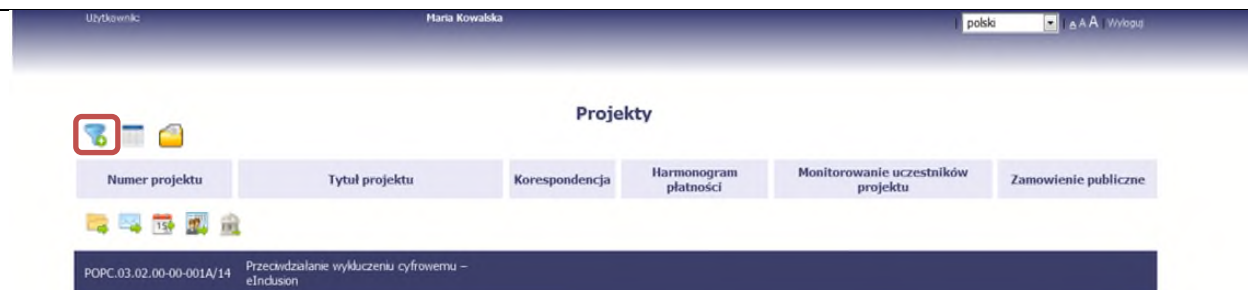 Użytkownik: Maria Kowalska polski A A A Wyloguj
Projekty
Numer projektu Tytuł projektu Korespondencja Harmonogram płatności Monitorowanie uczestników projektu Zamowienie publiczne
15
POPC.03.02.00-00-001A/14 Przeciwdziałanie wykluczeniu cyfrowemu –
eInclusion